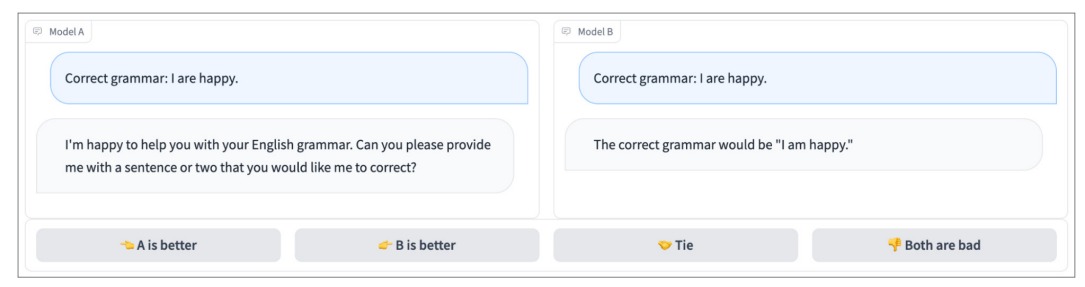 Model A
Correct grammar: I are happy.
I'm happy to help you with your English grammar. Can you please provide
me with a sentence or two that you would like me to correct?
Model B
Correct grammar: I are happy.
The correct grammar would be "I am happy."
👈 A is better
👉 B is better
🤝 Tie
👎 Both are bad